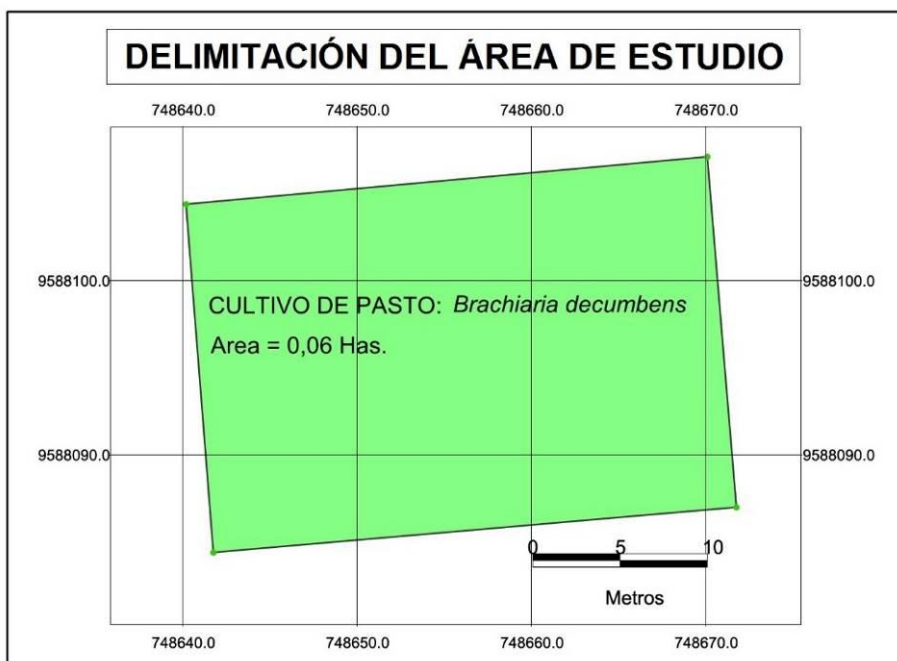 DELIMITACIÓN DEL ÁREA DE ESTUDIO
748640.0 748650.0 748660.0 748670.0
9588100.0 9588100.0
CULTIVO DE PASTO: Brachiaria decumbens
Area = 0,06 Has.
9588090.0 9588090.0
0 5 10
Metros
748640.0 748650.0 748660.0 748670.0